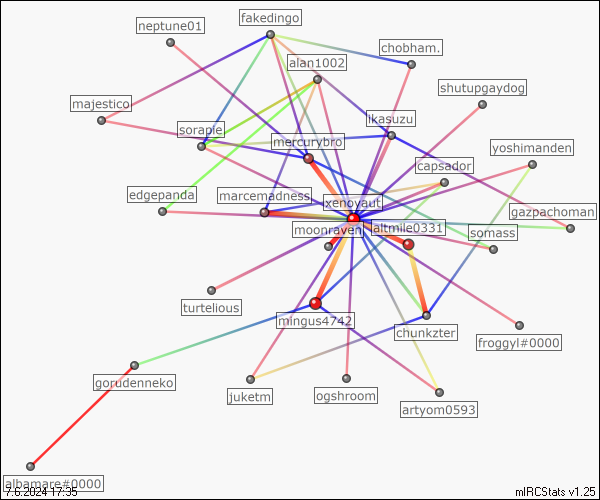 fakedingo
neptune01
chobham.
alan1002
shutupgaydog
majestico
ikasuzu
soraple
mercurybro
yoshimanden
capsador
edgepanda
marcemadness
xenoyaut
gazpachoman
moonraven
altmile0331
somass
turtelious
mingus4742
chunkzter
froggyl#0000
gorudenneko
juketm
ogshroom
artyom0593
albamare#0000
7.6.2024 17:35
mIRCStats v1.25